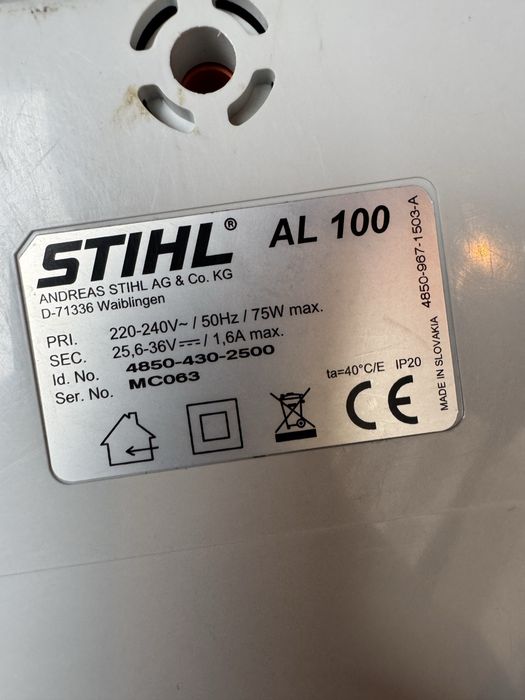 STIHL® AL 100
ANDREAS STIHL AG & Co. KG
D-71336 Waiblingen
PRI. 220-240V~ / 50Hz / 75W max.
SEC. 25,6-36V⎓ / 1,6A max.
Id. No. 4850-430-2500
Ser. No. MC063
ta=40°C/E IP20
CE
MADE IN SLOVAKIA 4850-967-1503-A